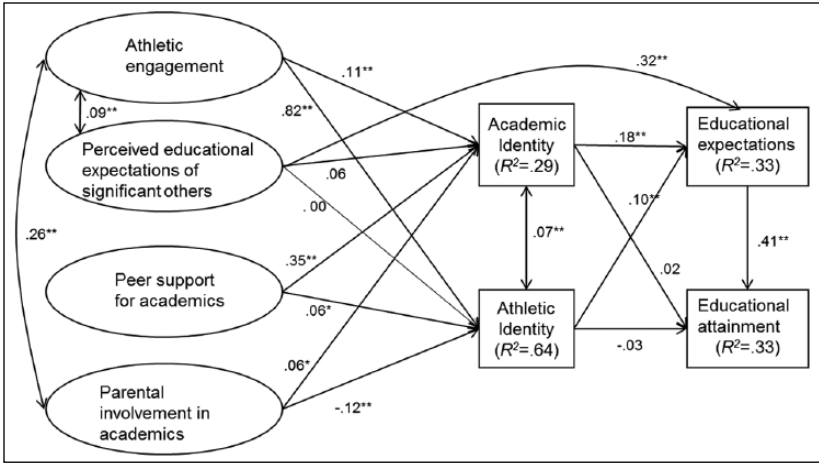 Athletic
engagement
.09**
Perceived educational
expectations of
significant others
.26**
Peer support
for academics
Parental
involvement in
academics
.11**
.82**
.32**
.06
.00
.35**
.06*
.06*
-.12**
Academic
Identity
(R²=.29)
.07**
Athletic
Identity
(R²=.64)
.18**
.10**
.02
-.03
Educational
expectations
(R²=.33)
.41**
Educational
attainment
(R²=.33)